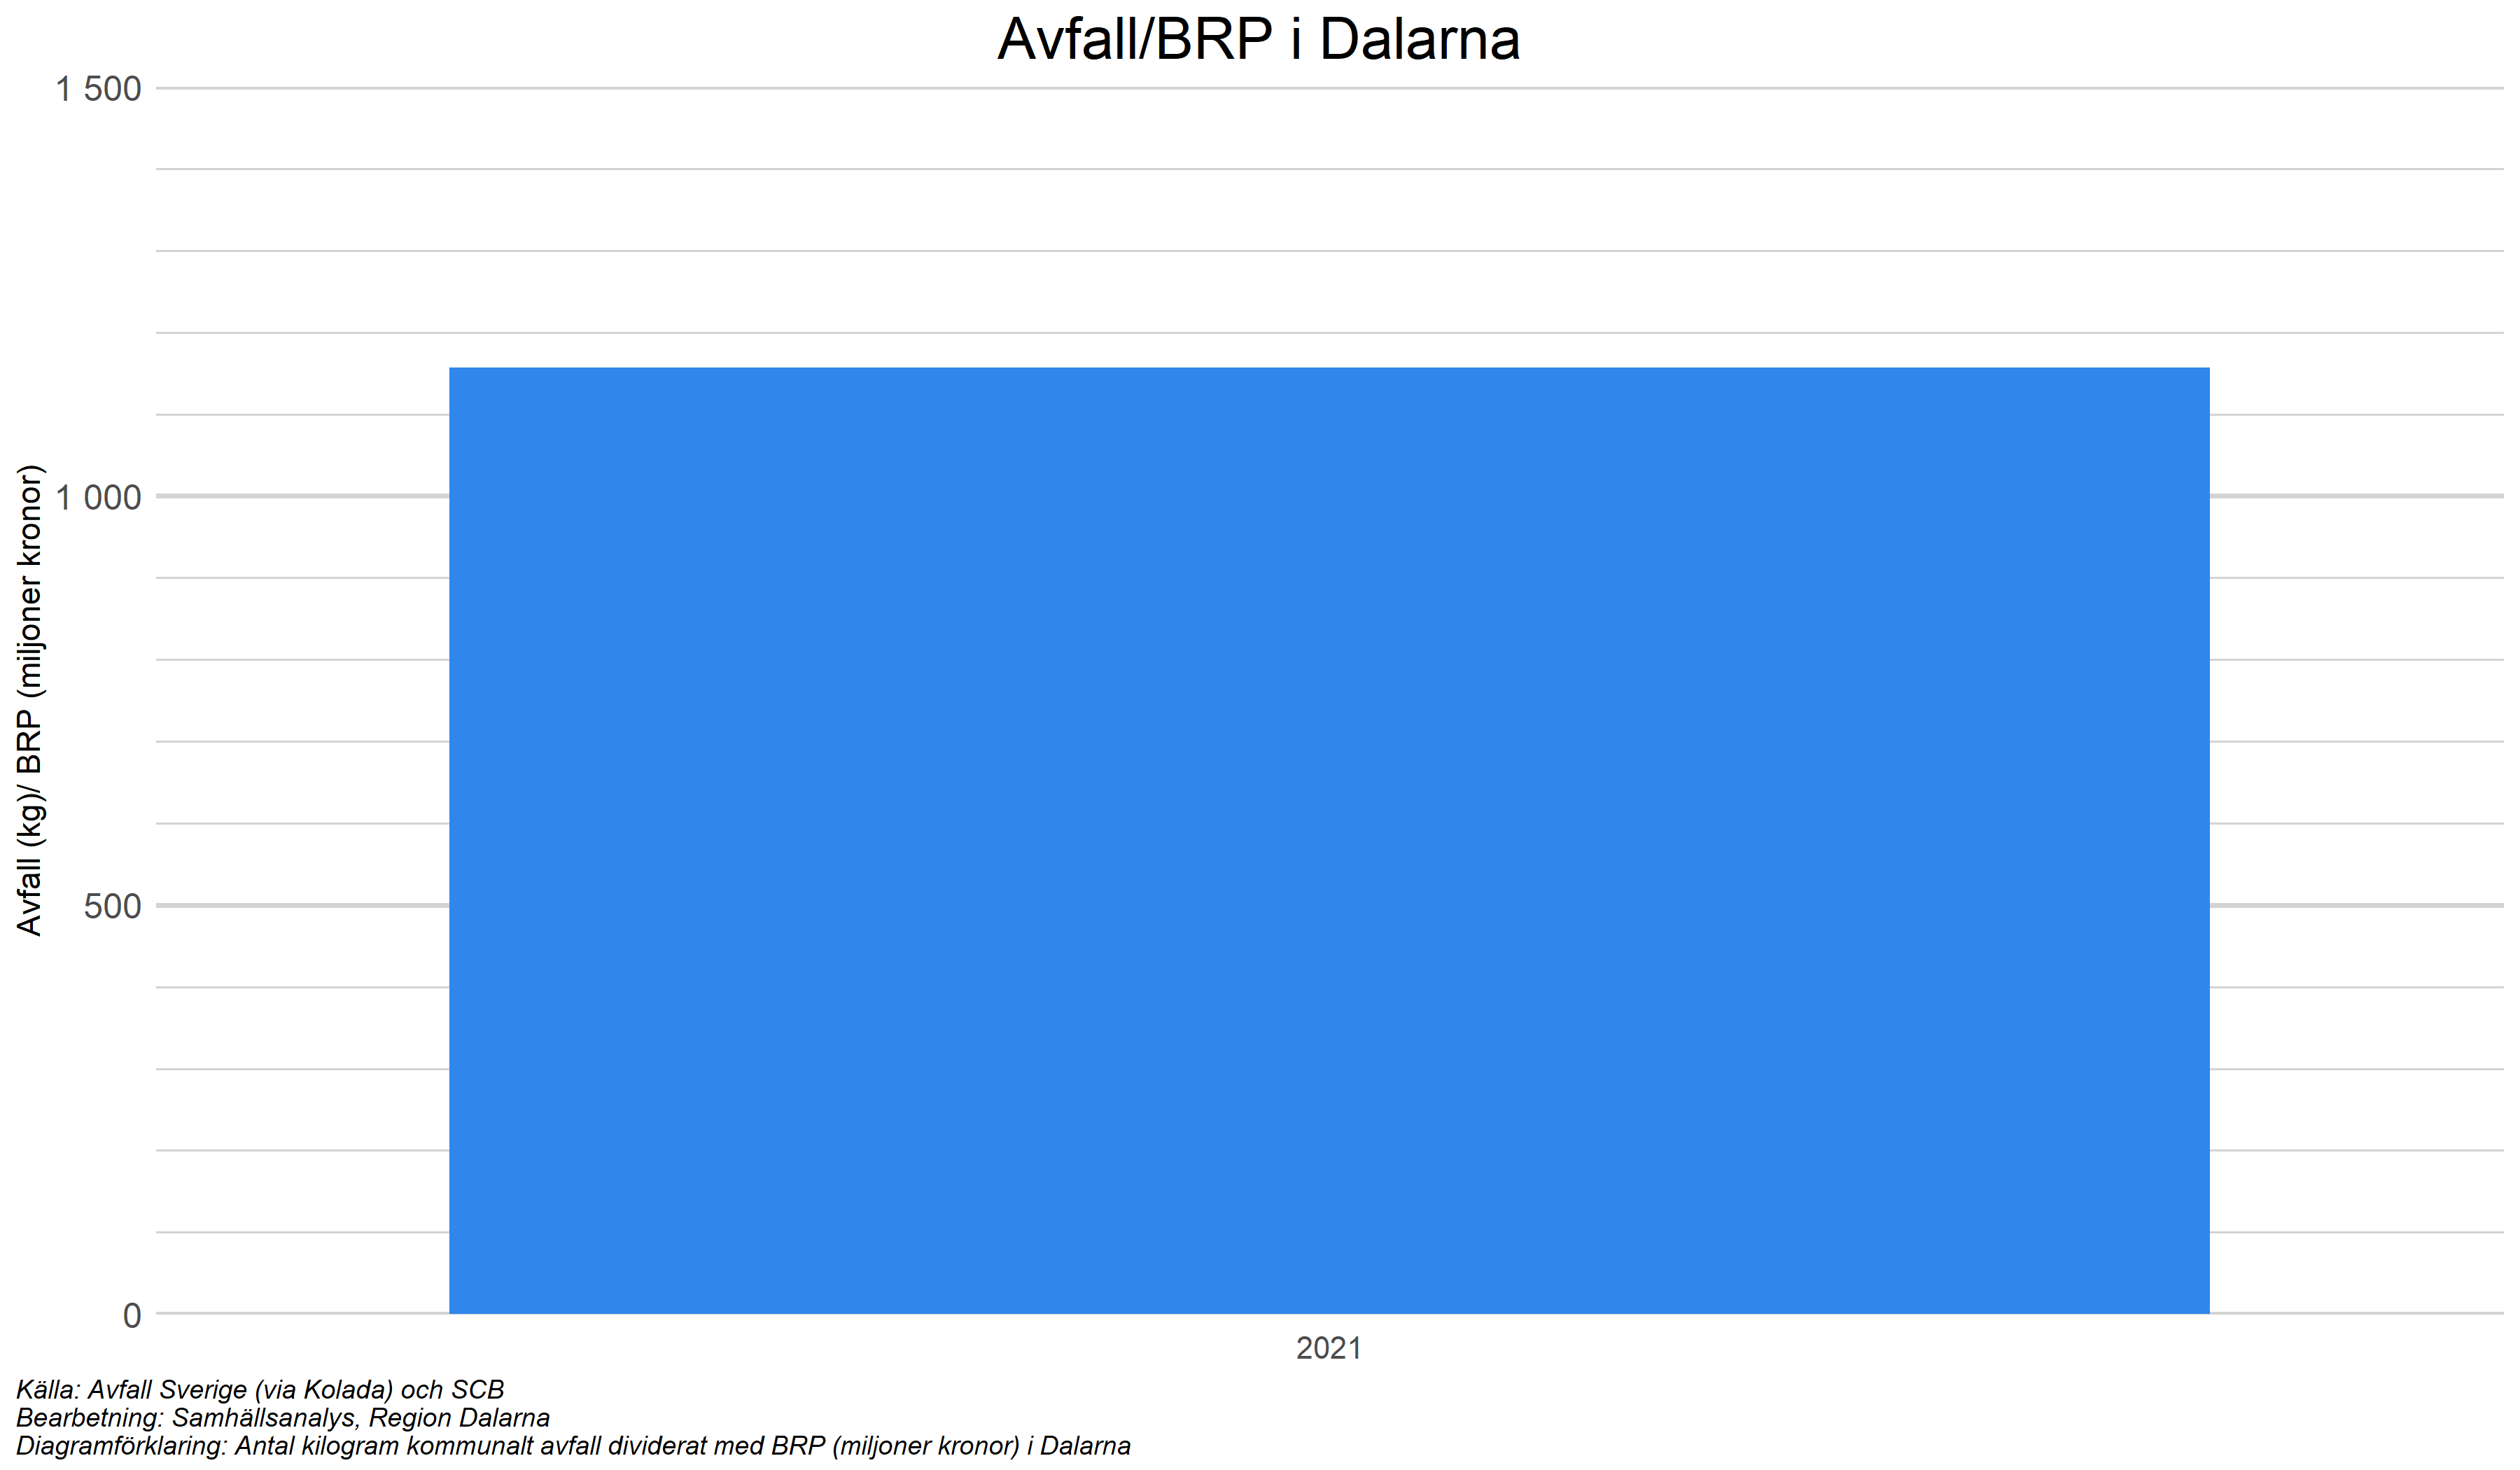 Avfall/BRP i Dalarna
1 500
1 000
500
0
Avfall (kg)/ BRP (miljoner kronor)
2021
Källa: Avfall Sverige (via Kolada) och SCB
Bearbetning: Samhällsanalys, Region Dalarna
Diagramförklaring: Antal kilogram kommunalt avfall dividerat med BRP (miljoner kronor) i Dalarna